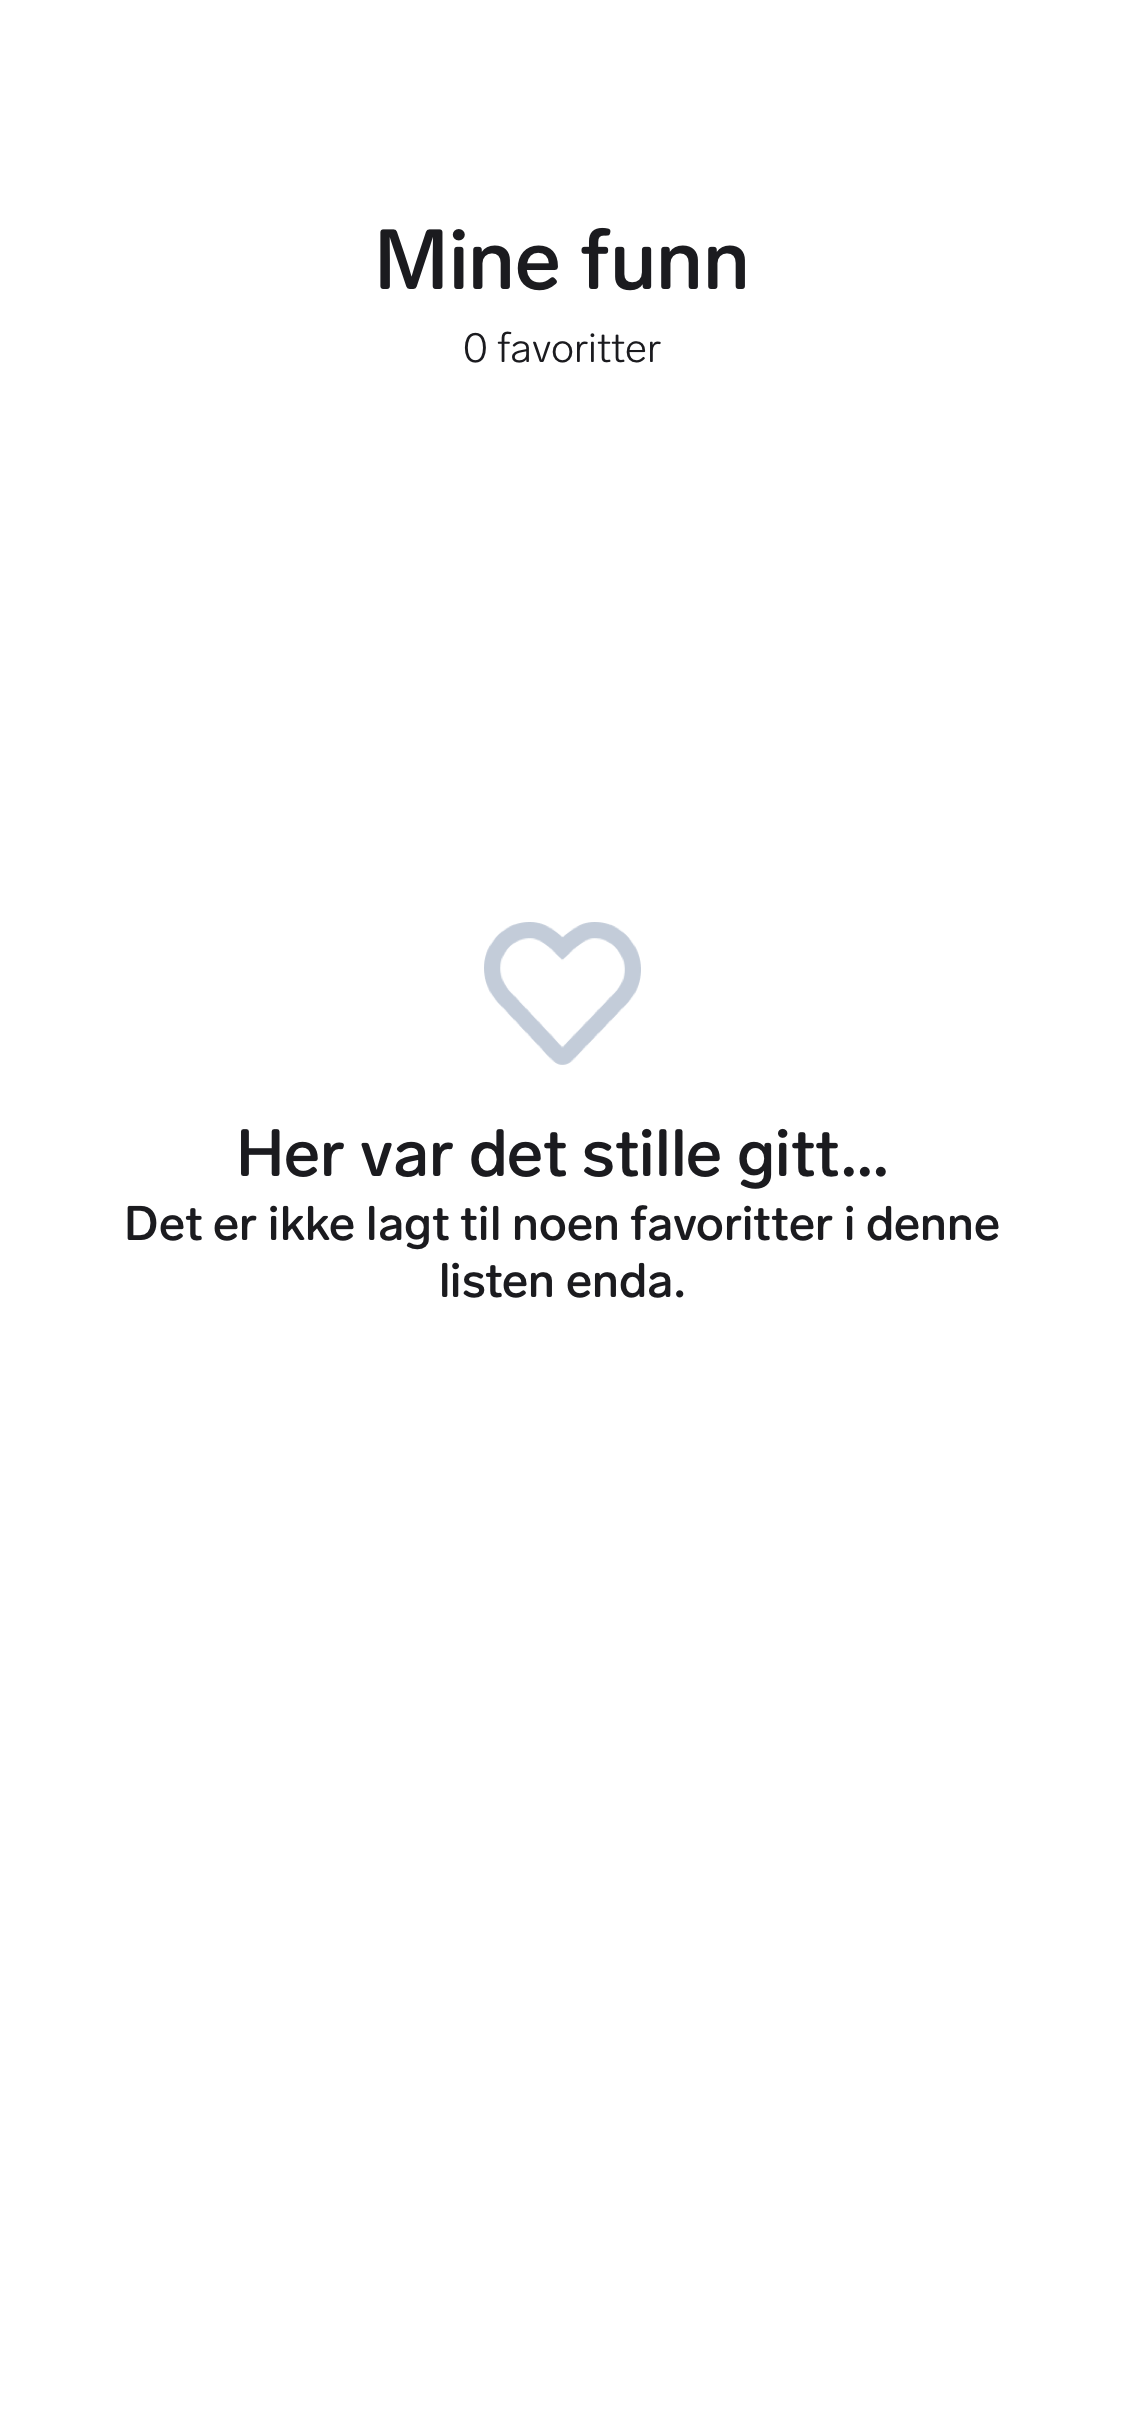 Mine funn
0 favoritter
Her var det stille gitt...
Det er ikke lagt til noen favoritter i denne
listen enda.